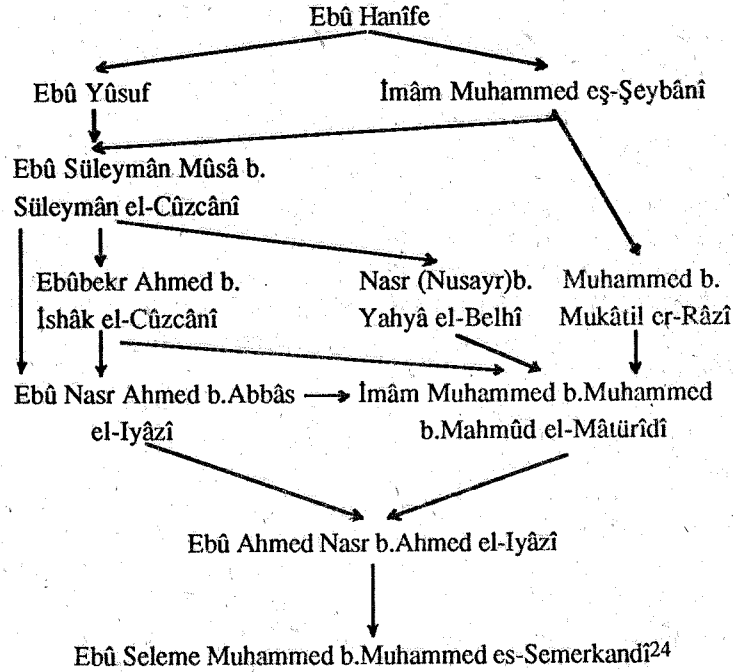 Ebû Hanîfe
Ebû Yûsuf
İmâm Muhammed eş-Şeybânî
Ebû Süleymân Mûsâ b.
Süleymân el-Cûzcânî
Ebûbekr Ahmed b.
İshâk el-Cûzcânî
Nasr (Nusayr)b.
Yahyâ el-Belhî
Muhammed b.
Mukâtil er-Râzî
Ebû Nasr Ahmed b.Abbâs
el-Iyâzî
İmâm Muhammed b.Muhammed
b.Mahmûd el-Mâtürîdî
Ebû Ahmed Nasr b.Ahmed el-Iyâzî
Ebû Seleme Muhammed b.Muhammed es-Semerkandî24